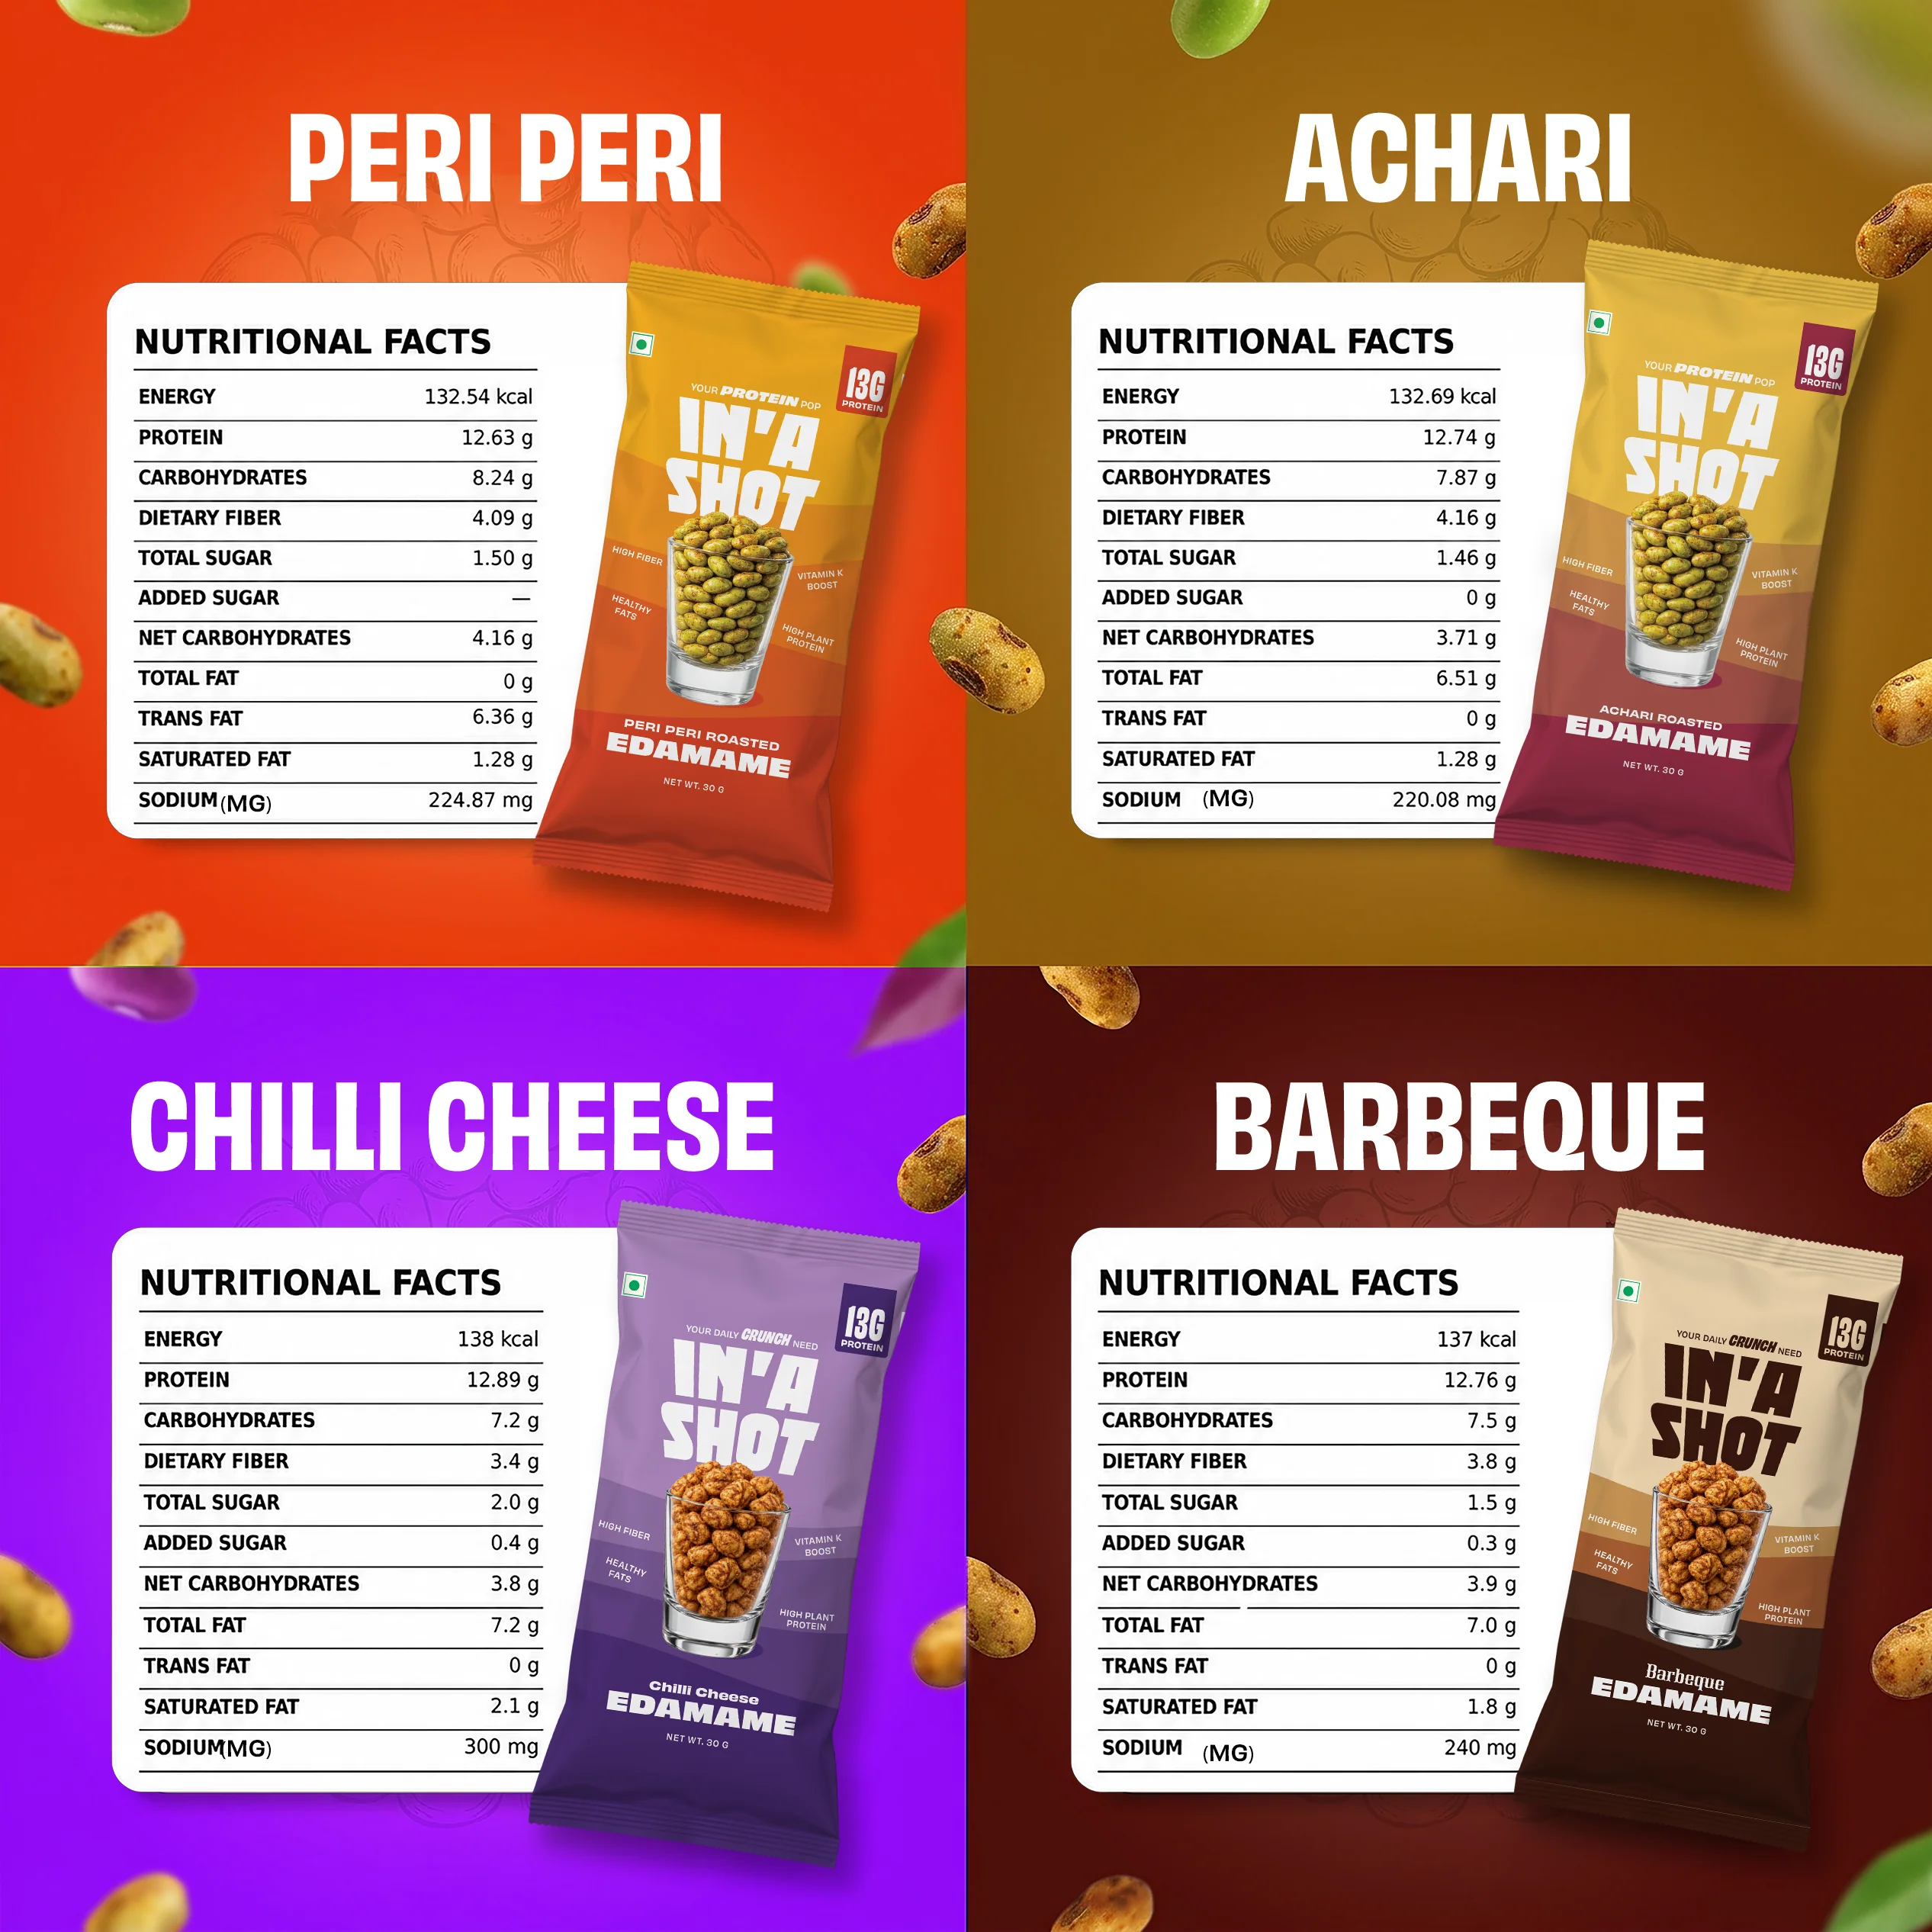 PERI PERI
NUTRITIONAL FACTS
ENERGY 132.54 kcal
PROTEIN 12.63 g
CARBOHYDRATES 8.24 g
DIETARY FIBER 4.09 g
TOTAL SUGAR 1.50 g
ADDED SUGAR —
NET CARBOHYDRATES 4.16 g
TOTAL FAT 0 g
TRANS FAT 6.36 g
SATURATED FAT 1.28 g
SODIUM(MG) 224.87 mg
13G
PROTEIN
YOUR PROTEIN POP
IN'A
SHOT
HIGH FIBER
VITAMIN K
BOOST
HEALTHY
FATS
HIGH PLANT
PROTEIN
PERI PERI ROASTED
EDAMAME
NET WT. 30 G
ACHARI
NUTRITIONAL FACTS
ENERGY 132.69 kcal
PROTEIN 12.74 g
CARBOHYDRATES 7.87 g
DIETARY FIBER 4.16 g
TOTAL SUGAR 1.46 g
ADDED SUGAR 0 g
NET CARBOHYDRATES 3.71 g
TOTAL FAT 6.51 g
TRANS FAT 0 g
SATURATED FAT 1.28 g
SODIUM (MG) 220.08 mg
13G
PROTEIN
YOUR PROTEIN POP
IN'A
SHOT
HIGH FIBER
VITAMIN K
BOOST
HEALTHY
FATS
HIGH PLANT
PROTEIN
ACHARI ROASTED
EDAMAME
NET WT. 30 G
CHILLI CHEESE
NUTRITIONAL FACTS
ENERGY 138 kcal
PROTEIN 12.89 g
CARBOHYDRATES 7.2 g
DIETARY FIBER 3.4 g
TOTAL SUGAR 2.0 g
ADDED SUGAR 0.4 g
NET CARBOHYDRATES 3.8 g
TOTAL FAT 7.2 g
TRANS FAT 0 g
SATURATED FAT 2.1 g
SODIUM(MG) 300 mg
13G
PROTEIN
YOUR DAILY CRUNCH NEED
IN'A
SHOT
HIGH FIBER
VITAMIN K
BOOST
HEALTHY
FATS
HIGH PLANT
PROTEIN
Chilli Cheese
EDAMAME
NET WT. 30 G
BARBEQUE
NUTRITIONAL FACTS
ENERGY 137 kcal
PROTEIN 12.76 g
CARBOHYDRATES 7.5 g
DIETARY FIBER 3.8 g
TOTAL SUGAR 1.5 g
ADDED SUGAR 0.3 g
NET CARBOHYDRATES 3.9 g
TOTAL FAT 7.0 g
TRANS FAT 0 g
SATURATED FAT 1.8 g
SODIUM (MG) 240 mg
13G
PROTEIN
YOUR DAILY CRUNCH NEED
IN'A
SHOT
HIGH FIBER
VITAMIN K
BOOST
HEALTHY
FATS
HIGH PLANT
PROTEIN
Barbeque
EDAMAME
NET WT. 30 G